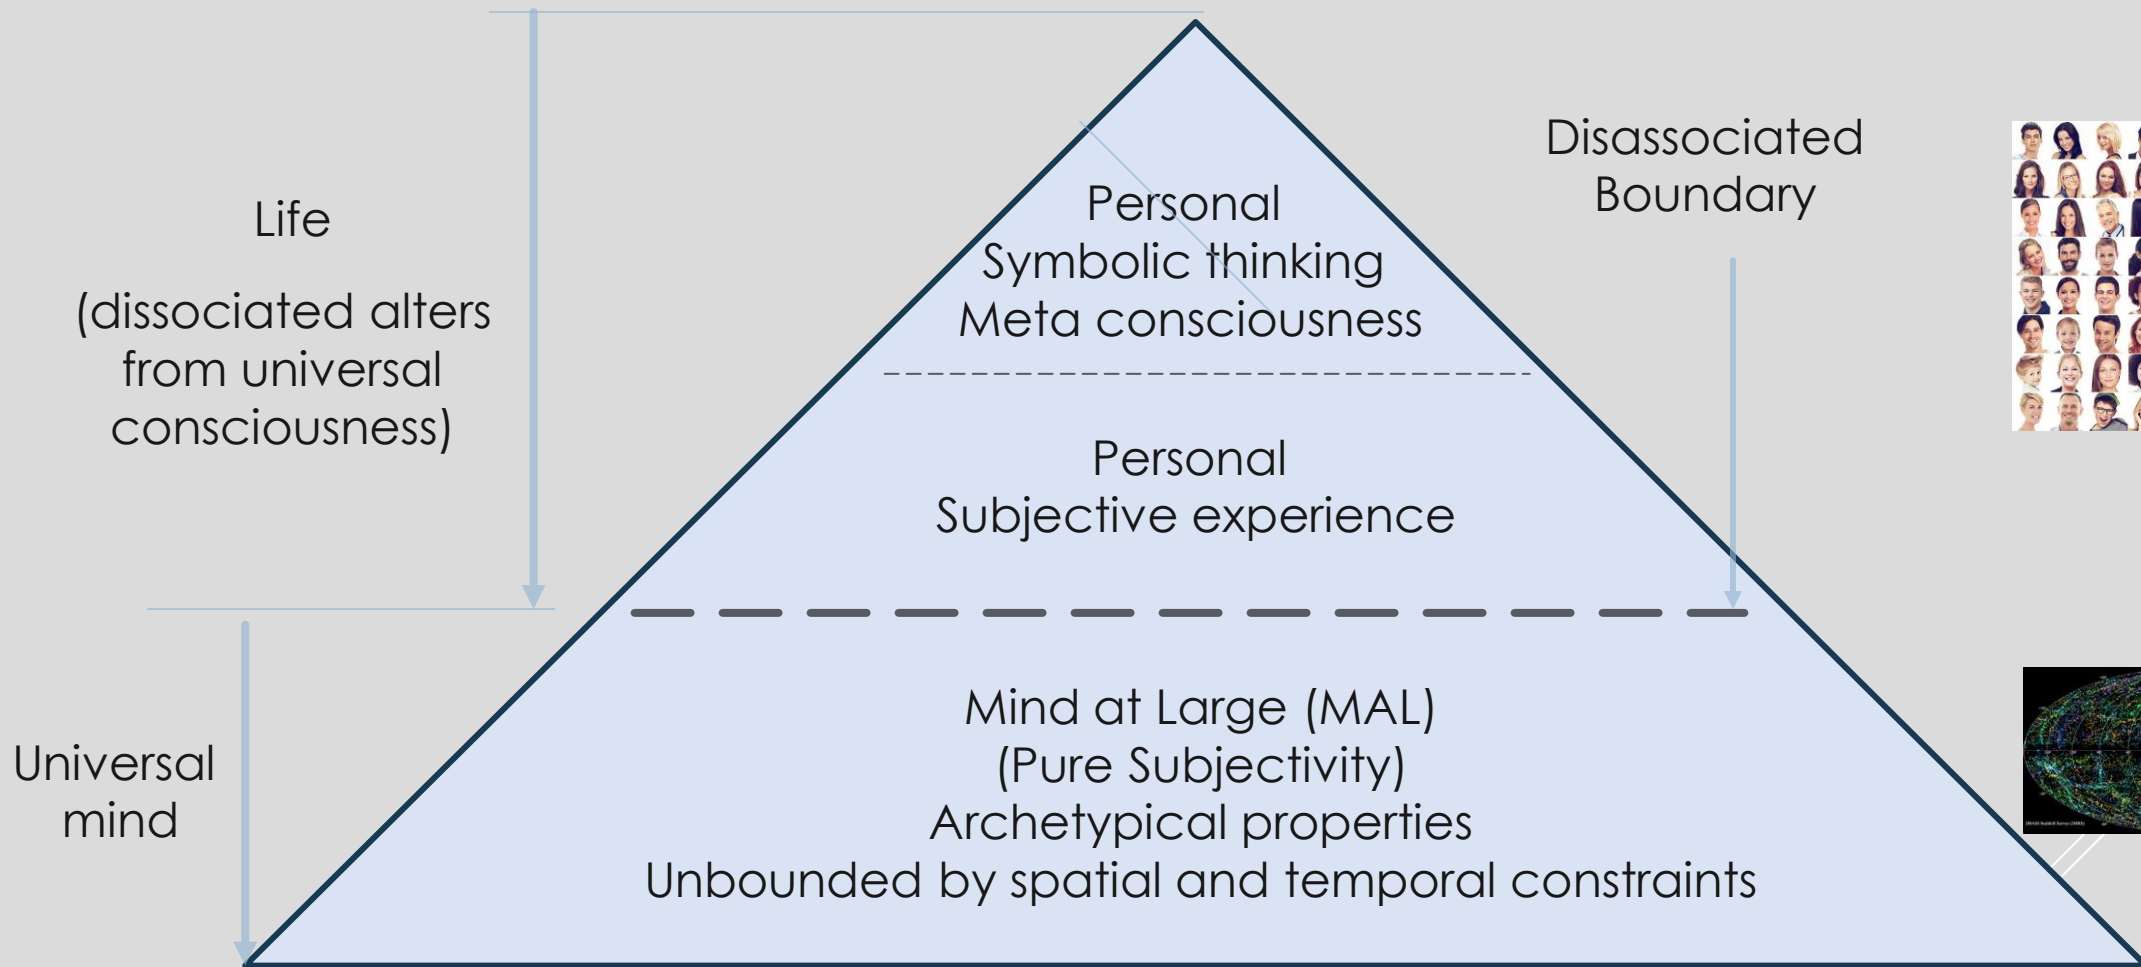 Life
(dissociated alters
from universal
consciousness)
Universal
mind
Personal
Symbolic thinking
Meta consciousness
Personal
Subjective experience
Mind at Large (MAL)
(Pure Subjectivity)
Archetypical properties
Unbounded by spatial and temporal constraints
Disassociated
Boundary